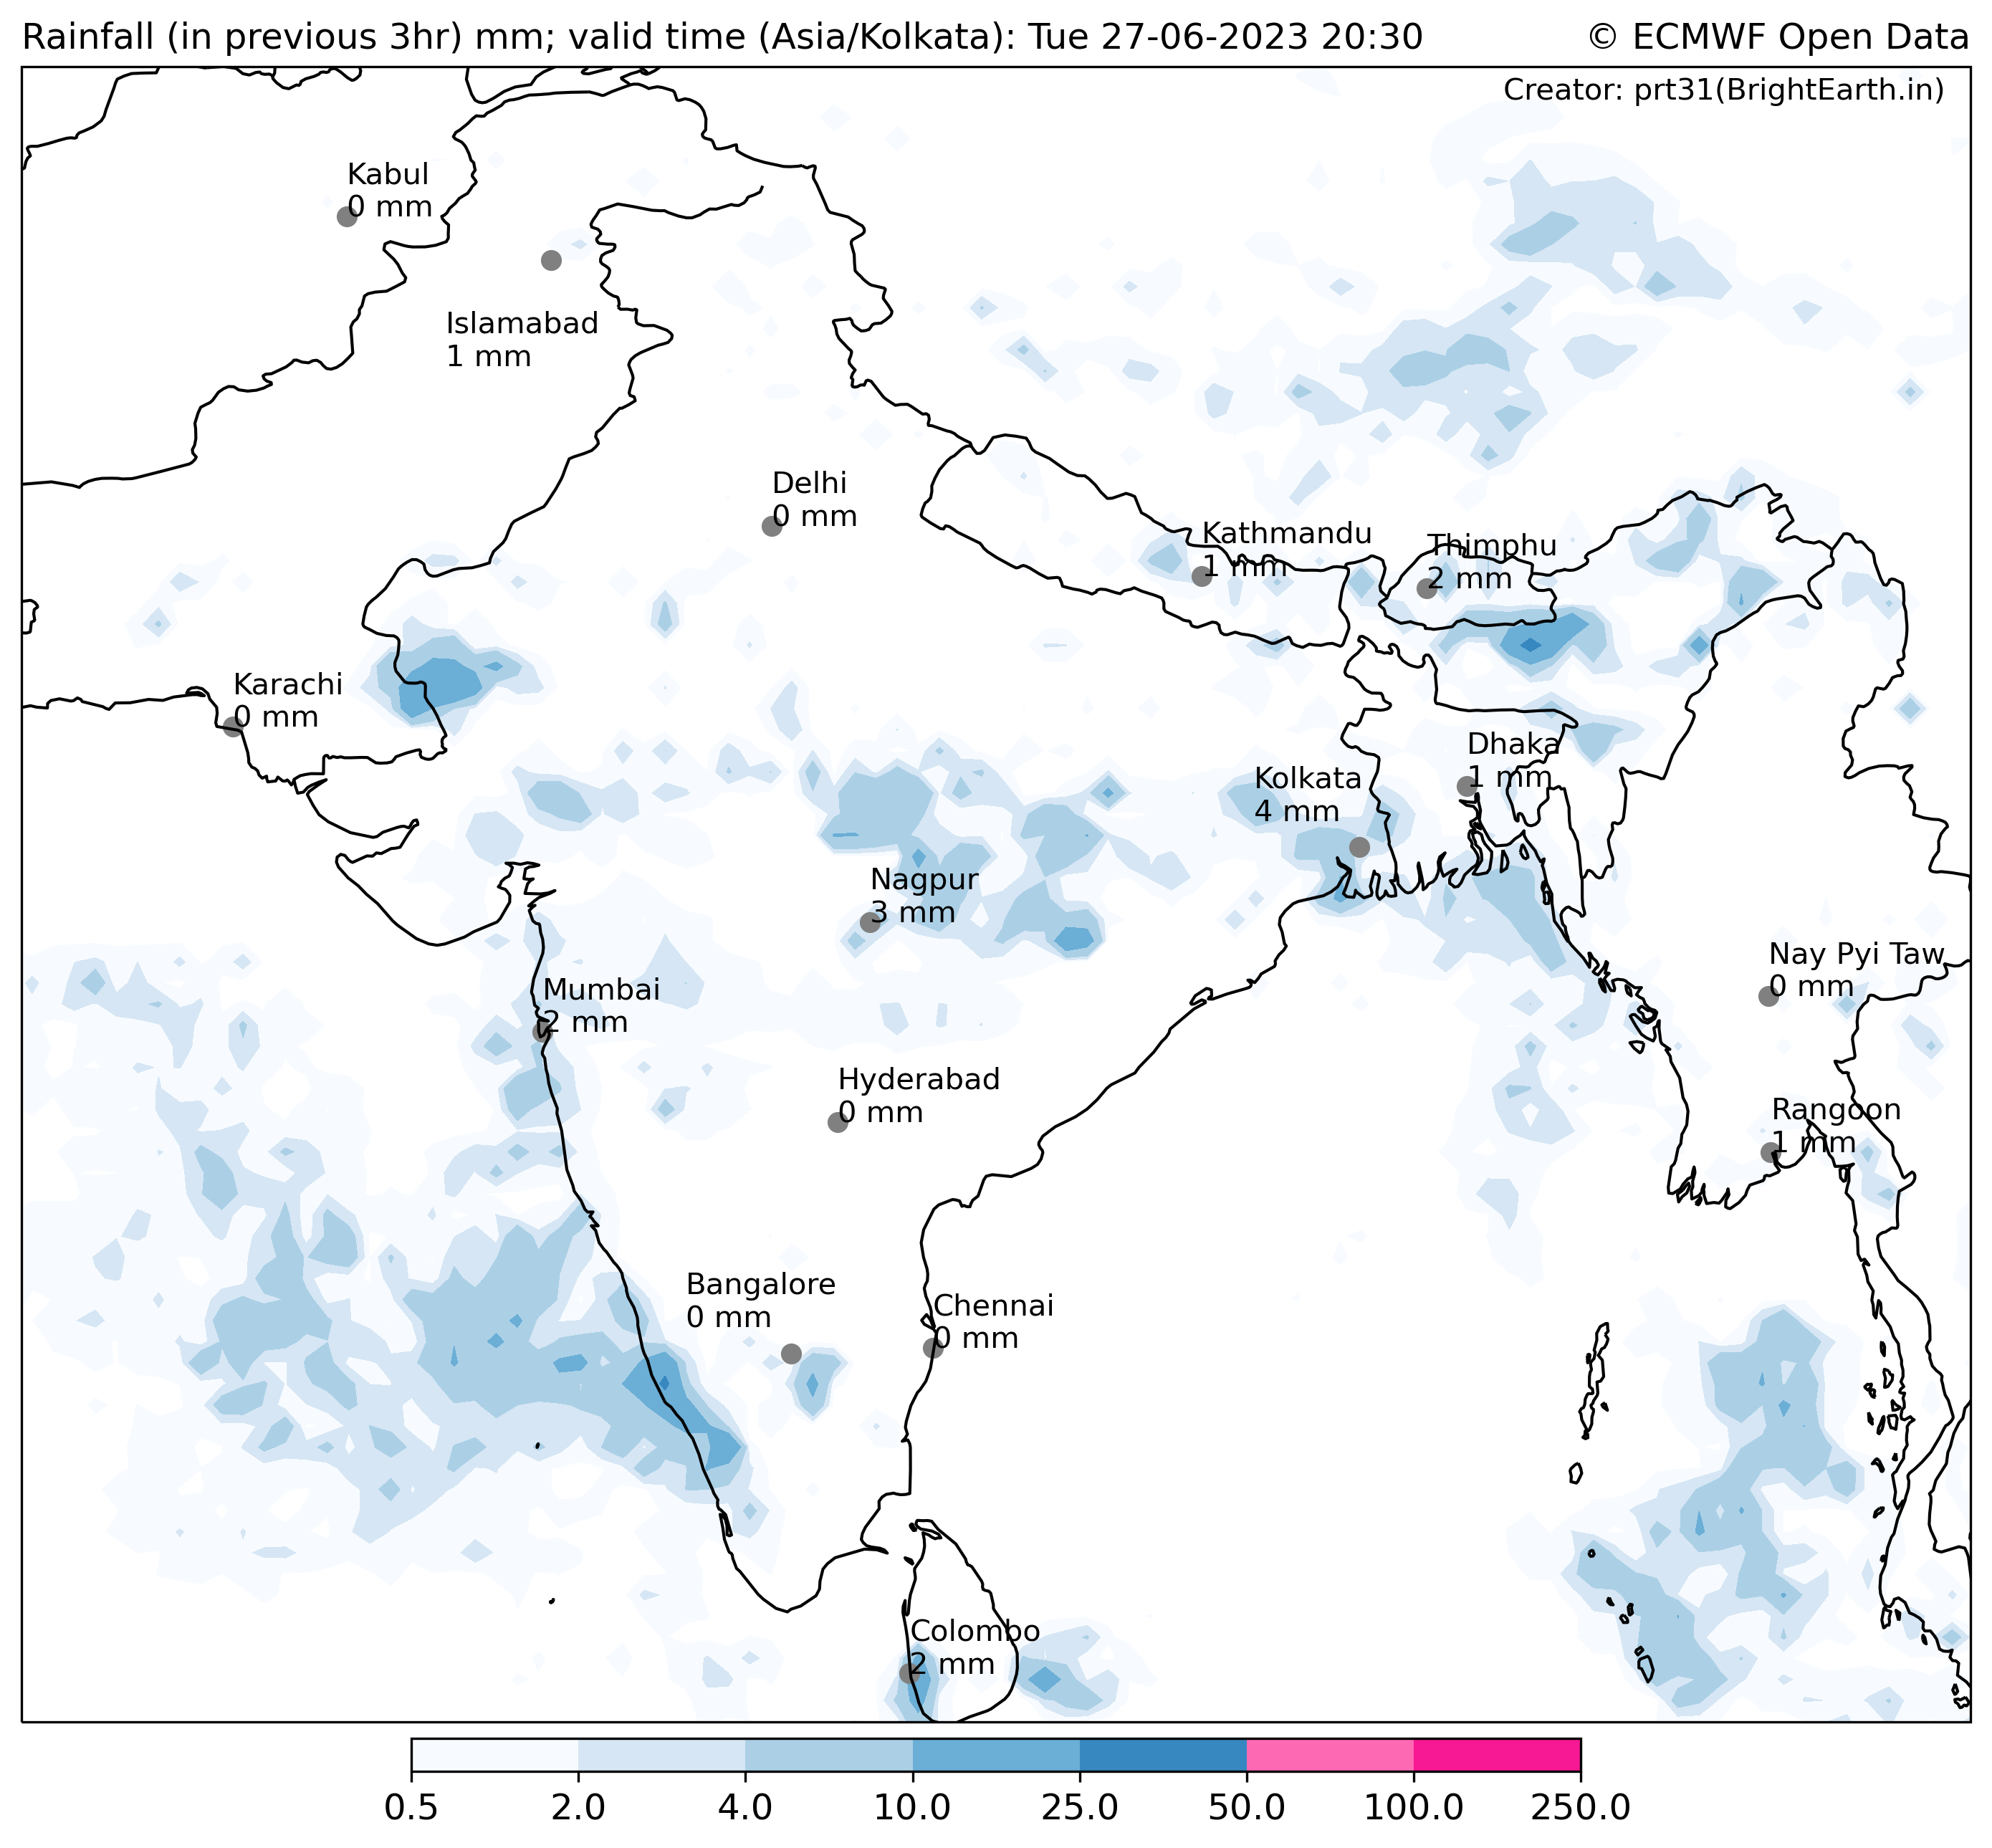 Rainfall (in previous 3hr) mm; valid time (Asia/Kolkata): Tue 27-06-2023 20:30
© ECMWF Open Data
Creator: prt31(BrightEarth.in)
Kabul
0 mm
Islamabad
1 mm
Delhi
0 mm
Kathmandu
1 mm
Thimphu
2 mm
Karachi
0 mm
Dhaka
1 mm
Kolkata
4 mm
Nagpur
3 mm
Nay Pyi Taw
0 mm
Mumbai
2 mm
Hyderabad
0 mm
Rangoon
1 mm
Bangalore
0 mm
Chennai
0 mm
Colombo
2 mm
0.5 2.0 4.0 10.0 25.0 50.0 100.0 250.0